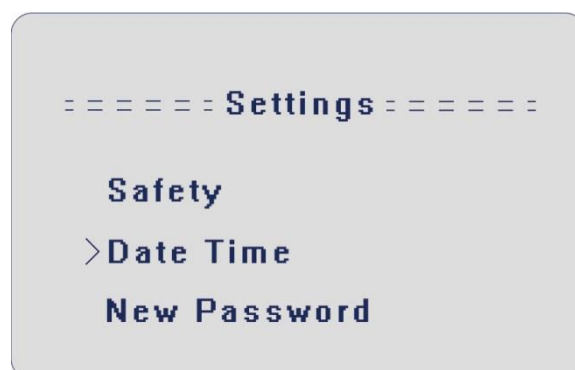 = = = = = = Settings = = = = = =
Safety
>Date Time
New Password